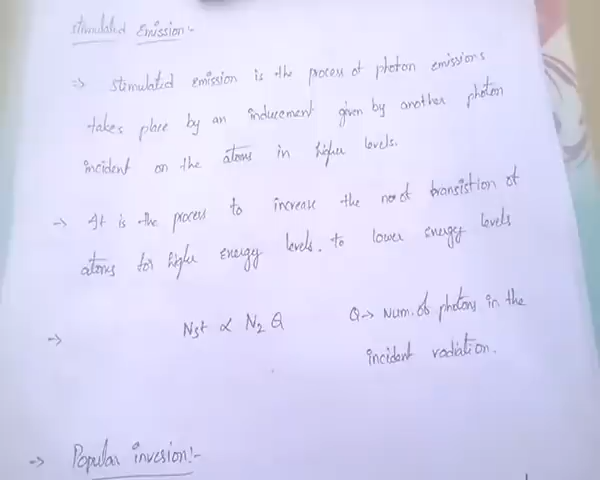 Stimulated Emission:-
⇒ Stimulated emission is the process of photon emissions
takes place by an inducement given by another photon
incident on the atoms in higher levels.
→ It is the process to increase the no of transistion of
atoms for higher energy levels. to lower energy levels
→ Nst ∝ N₂ Q Q → Num. of photons in the
incident radiation.
→ Popular invesion:-